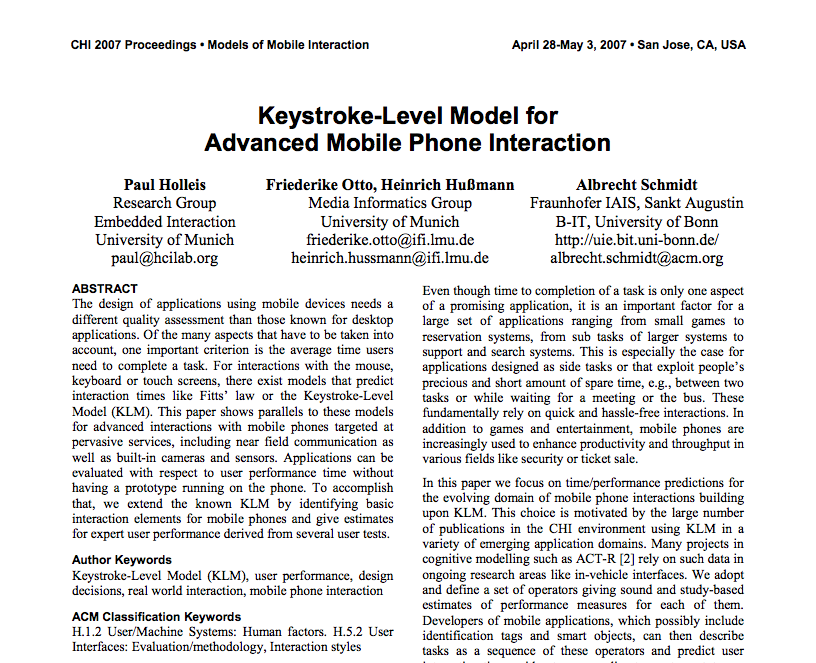 CHI 2007 Proceedings • Models of Mobile Interaction
April 28-May 3, 2007 • San Jose, CA, USA
Keystroke-Level Model for
Advanced Mobile Phone Interaction
Paul Holleis
Research Group
Embedded Interaction
University of Munich
paul@hcilab.org
Friederike Otto, Heinrich Hußmann
Media Informatics Group
University of Munich
friederike.otto@ifi.lmu.de
heinrich.hussmann@ifi.lmu.de
Albrecht Schmidt
Fraunhofer IAIS, Sankt Augustin
B-IT, University of Bonn
http://uie.bit.uni-bonn.de/
albrecht.schmidt@acm.org
ABSTRACT
The design of applications using mobile devices needs a
different quality assessment than those known for desktop
applications. Of the many aspects that have to be taken into
account, one important criterion is the average time users
need to complete a task. For interactions with the mouse,
keyboard or touch screens, there exist models that predict
interaction times like Fitts’ law or the Keystroke-Level
Model (KLM). This paper shows parallels to these models
for advanced interactions with mobile phones targeted at
pervasive services, including near field communication as
well as built-in cameras and sensors. Applications can be
evaluated with respect to user performance time without
having a prototype running on the phone. To accomplish
that, we extend the known KLM by identifying basic
interaction elements for mobile phones and give estimates
for expert user performance derived from several user tests.
Author Keywords
Keystroke-Level Model (KLM), user performance, design
decisions, real world interaction, mobile phone interaction
ACM Classification Keywords
H.1.2 User/Machine Systems: Human factors. H.5.2 User
Interfaces: Evaluation/methodology, Interaction styles
Even though time to completion of a task is only one aspect
of a promising application, it is an important factor for a
large set of applications ranging from small games to
reservation systems, from sub tasks of larger systems to
support and search systems. This is especially the case for
applications designed as side tasks or that exploit people’s
precious and short amount of spare time, e.g., between two
tasks or while waiting for a meeting or the bus. These
fundamentally rely on quick and hassle-free interactions. In
addition to games and entertainment, mobile phones are
increasingly used to enhance productivity and throughput in
various fields like security or ticket sale.
In this paper we focus on time/performance predictions for
the evolving domain of mobile phone interactions building
upon KLM. This choice is motivated by the large number
of publications in the CHI environment using KLM in a
variety of emerging application domains. Many projects in
cognitive modelling such as ACT-R [2] rely on such data in
ongoing research areas like in-vehicle interfaces. We adopt
and define a set of operators giving sound and study-based
estimates of performance measures for each of them.
Developers of mobile applications, which possibly include
identification tags and smart objects, can then describe
tasks as a sequence of these operators and predict user